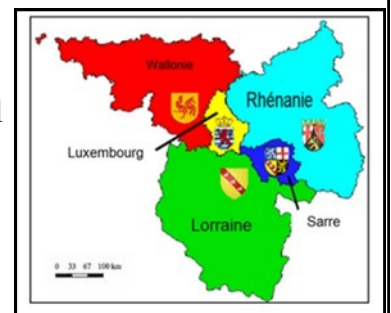 Wallonie
Rhénanie
Luxembourg
Lorraine
Sarre
0 33 67 100 km